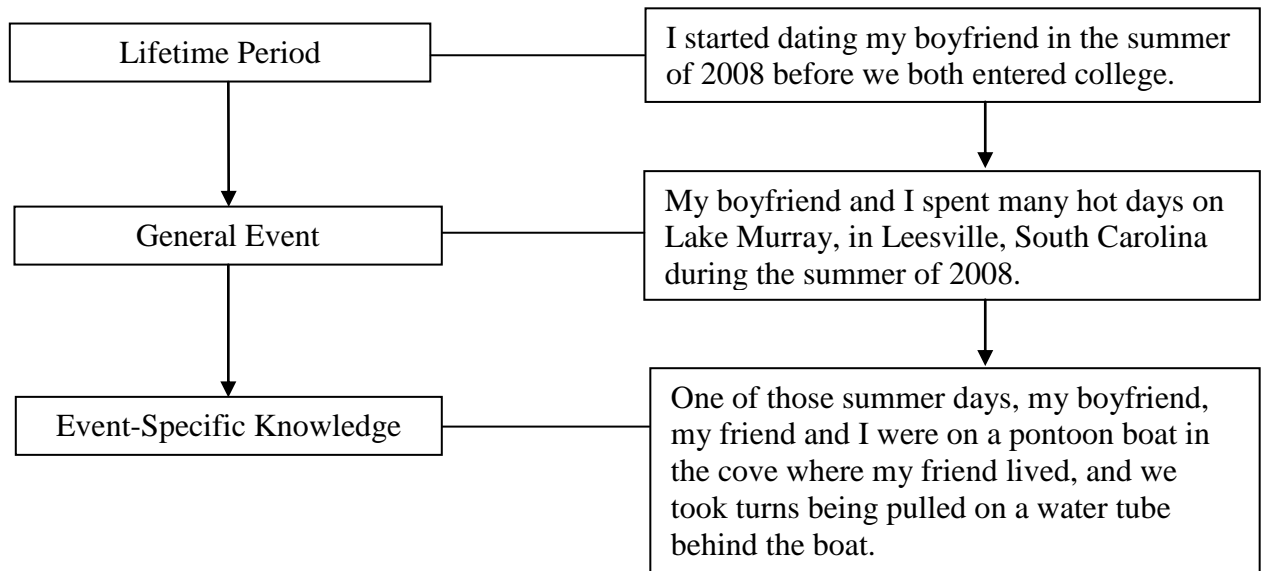 Lifetime Period
I started dating my boyfriend in the summer
of 2008 before we both entered college.
General Event
My boyfriend and I spent many hot days on
Lake Murray, in Leesville, South Carolina
during the summer of 2008.
Event-Specific Knowledge
One of those summer days, my boyfriend,
my friend and I were on a pontoon boat in
the cove where my friend lived, and we
took turns being pulled on a water tube
behind the boat.